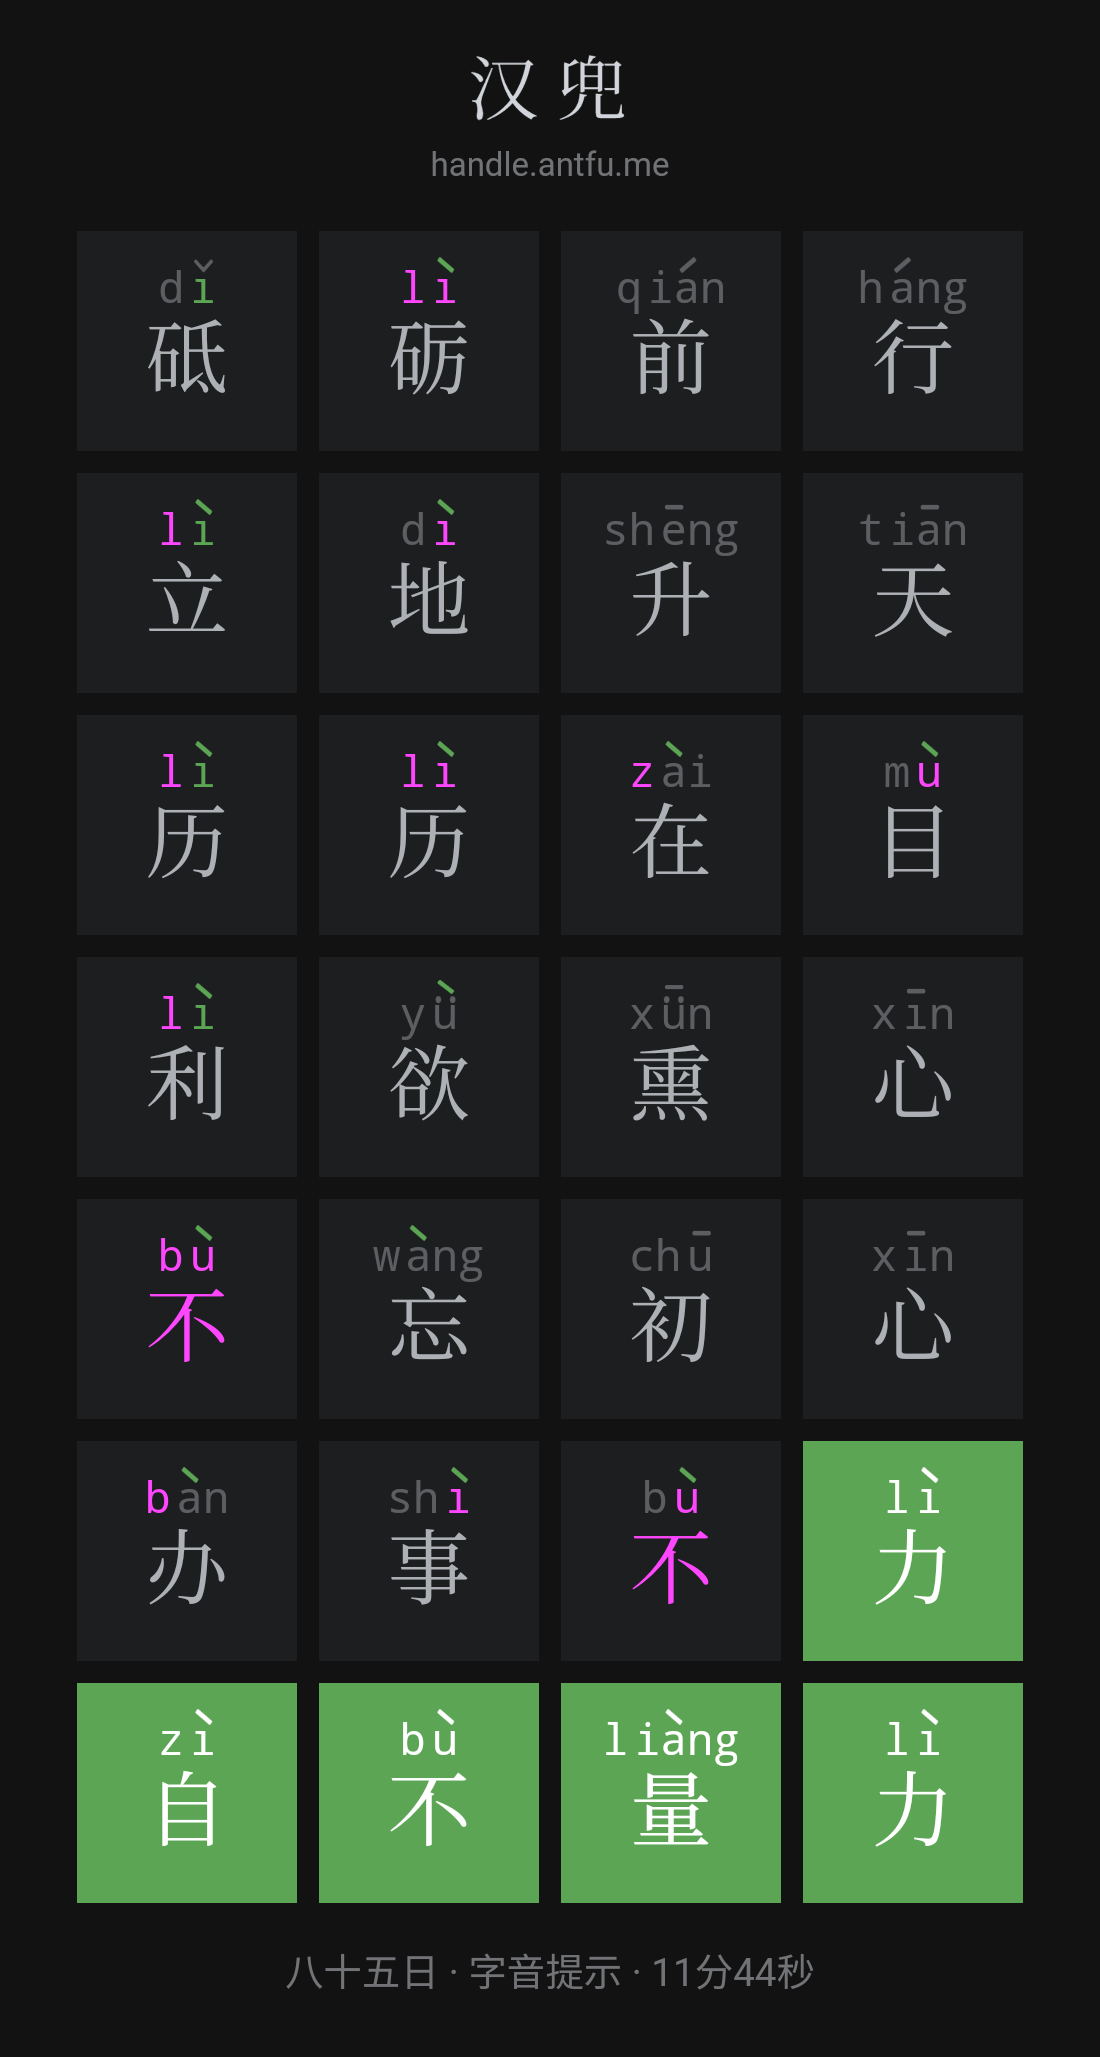 汉兜
handle.antfu.me
dǐ lì qián háng
砥 砺 前 行
lì dì shēng tiān
立 地 升 天
lì lì zài mù
历 历 在 目
lì yǜ xǖn xīn
利 欲 熏 心
bù wàng chū xīn
不 忘 初 心
bàn shì bù lì
办 事 不 力
zì bù liàng lì
自 不 量 力
八十五日 · 字音提示 · 11分44秒